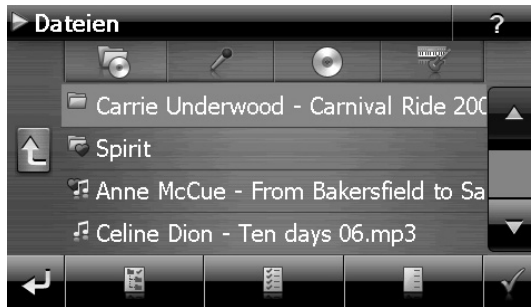 Dateien
?
Carrie Underwood - Carnival Ride 200
Spirit
Anne McCue - From Bakersfield to Sa
Celine Dion - Ten days 06.mp3